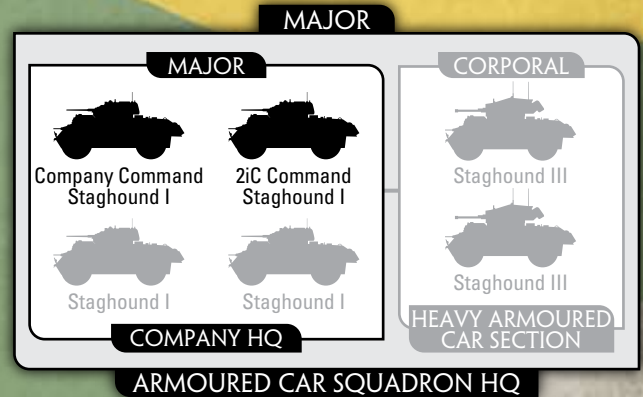 MAJOR
MAJOR
Company Command
Staghound I
2iC Command
Staghound I
Staghound I
Staghound I
COMPANY HQ
CORPORAL
Staghound III
Staghound III
HEAVY ARMOURED
CAR SECTION
ARMOURED CAR SQUADRON HQ